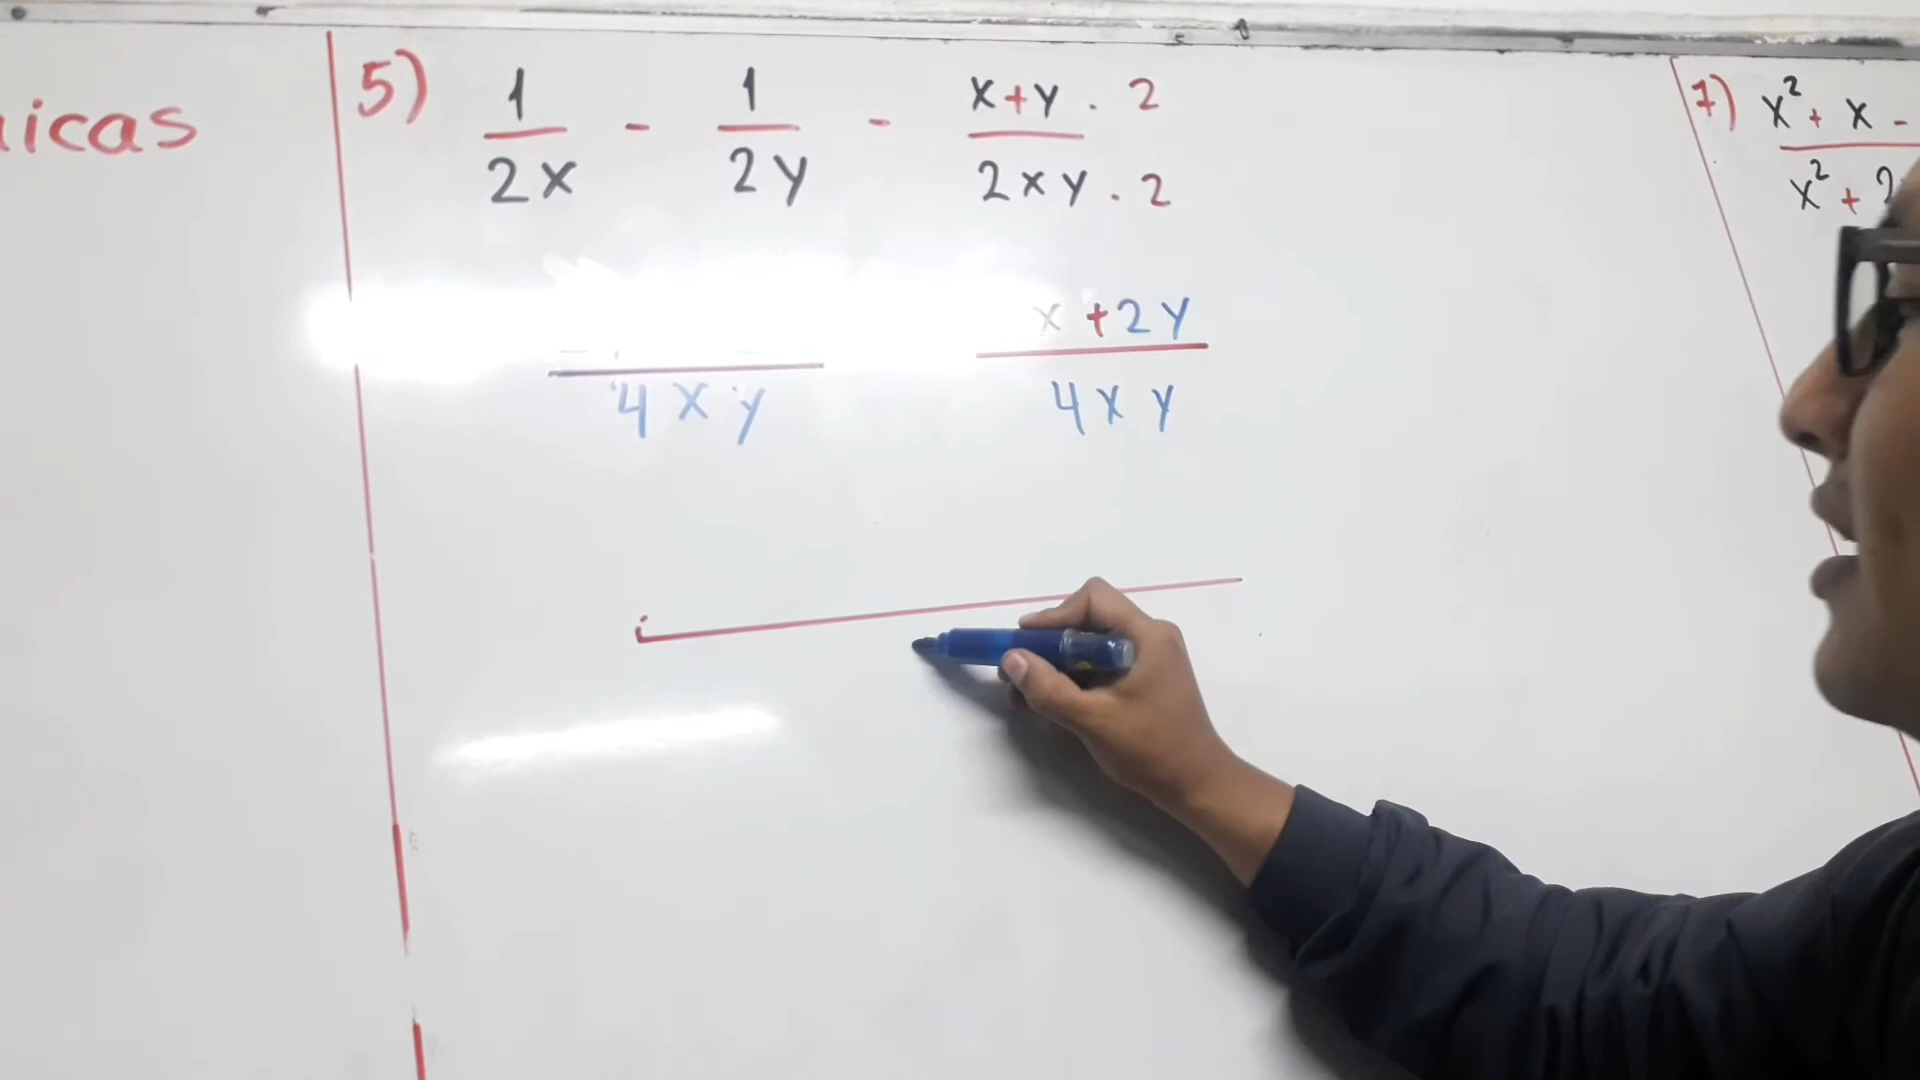 icas
5) 1/2x - 1/2y - x+y . 2/2xy . 2
x + 2y
4xy 4xy
7) x² + x -
x² + 2